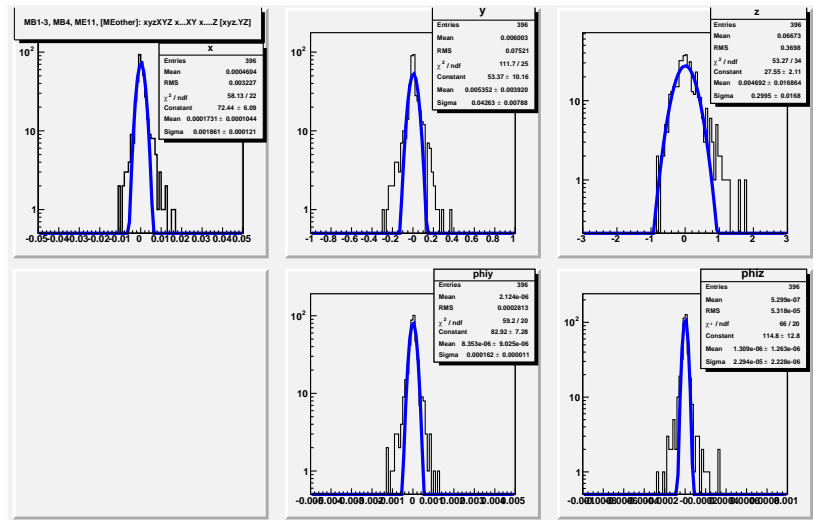 MB1-3, MB4, ME11, [MEother]: xyzXYZ x...XY x....Z [xyz.YZ]
x
Entries 396
Mean 0.0004604
RMS 0.003227
χ² / ndf 58.13 / 22
Constant 72.44 ± 6.09
Mean 0.0001731 ± 0.0001044
Sigma 0.001861 ± 0.000121
10²
10
1
-0.05-0.04-0.03-0.02-0.01 0 0.01 0.02 0.03 0.04 0.05
y
Entries 396
Mean 0.006003
RMS 0.07521
χ² / ndf 111.7 / 25
Constant 53.37 ± 10.16
Mean 0.005352 ± 0.003920
Sigma 0.04263 ± 0.00788
10²
10
1
-1 -0.8 -0.6 -0.4 -0.2 -0 0.2 0.4 0.6 0.8 1
z
Entries 396
Mean 0.06673
RMS 0.3698
χ² / ndf 53.27 / 34
Constant 27.55 ± 2.11
Mean 0.004692 ± 0.016864
Sigma 0.2995 ± 0.0168
10
1
-3 -2 -1 0 1 2 3
phiy
Entries 396
Mean 2.124e-06
RMS 0.0002813
χ² / ndf 59.2 / 20
Constant 82.92 ± 7.28
Mean 8.353e-06 ± 9.025e-06
Sigma 0.000162 ± 0.000011
10²
10
1
phiz
Entries 396
Mean 5.299e-07
RMS 5.318e-05
χ² / ndf 66 / 20
Constant 114.8 ± 12.8
Mean 1.309e-06 ± 1.263e-06
Sigma 2.294e-05 ± 2.228e-06
10²
10
1